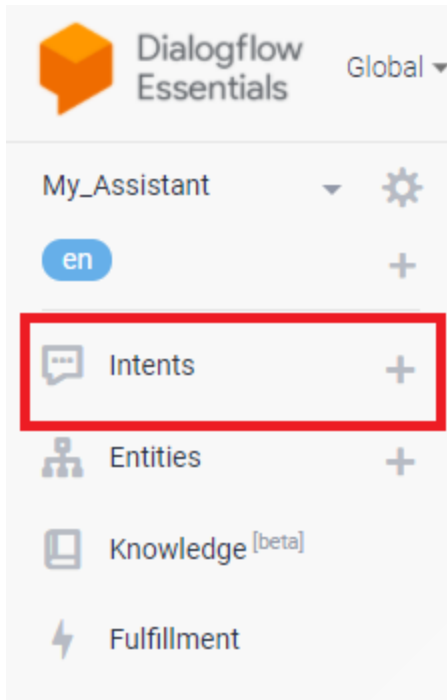 Dialogflow
Essentials
Global
My_Assistant
en
Intents
Entities
Knowledge [beta]
Fulfillment